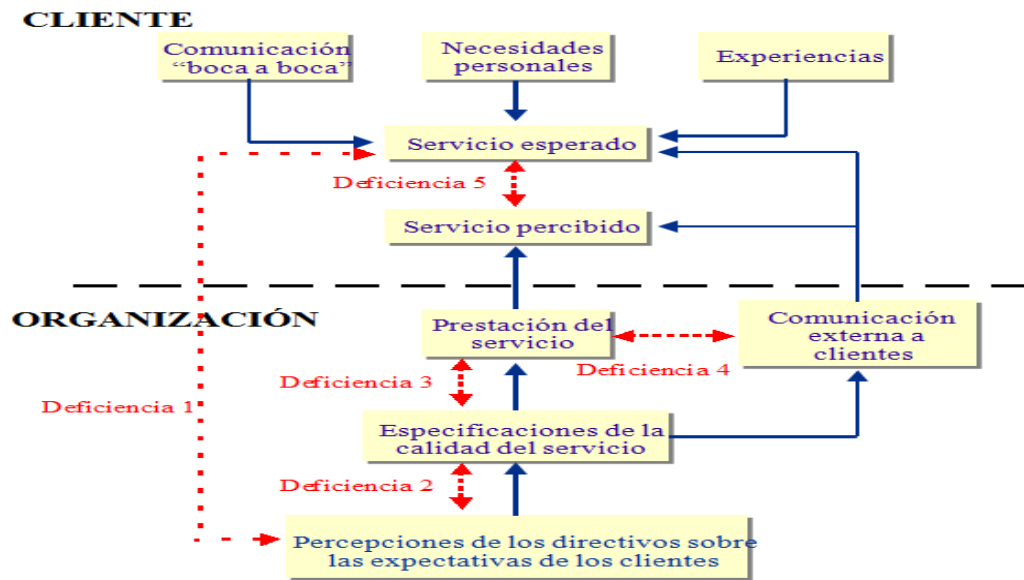 CLIENTE
Comunicación
“boca a boca”
Necesidades
personales
Experiencias
Servicio esperado
Deficiencia 5
Servicio percibido
ORGANIZACIÓN
Prestación del
servicio
Comunicación
externa a
clientes
Deficiencia 4
Deficiencia 3
Deficiencia 1
Especificaciones de la
calidad del servicio
Deficiencia 2
Percepciones de los directivos sobre
las expectativas de los clientes